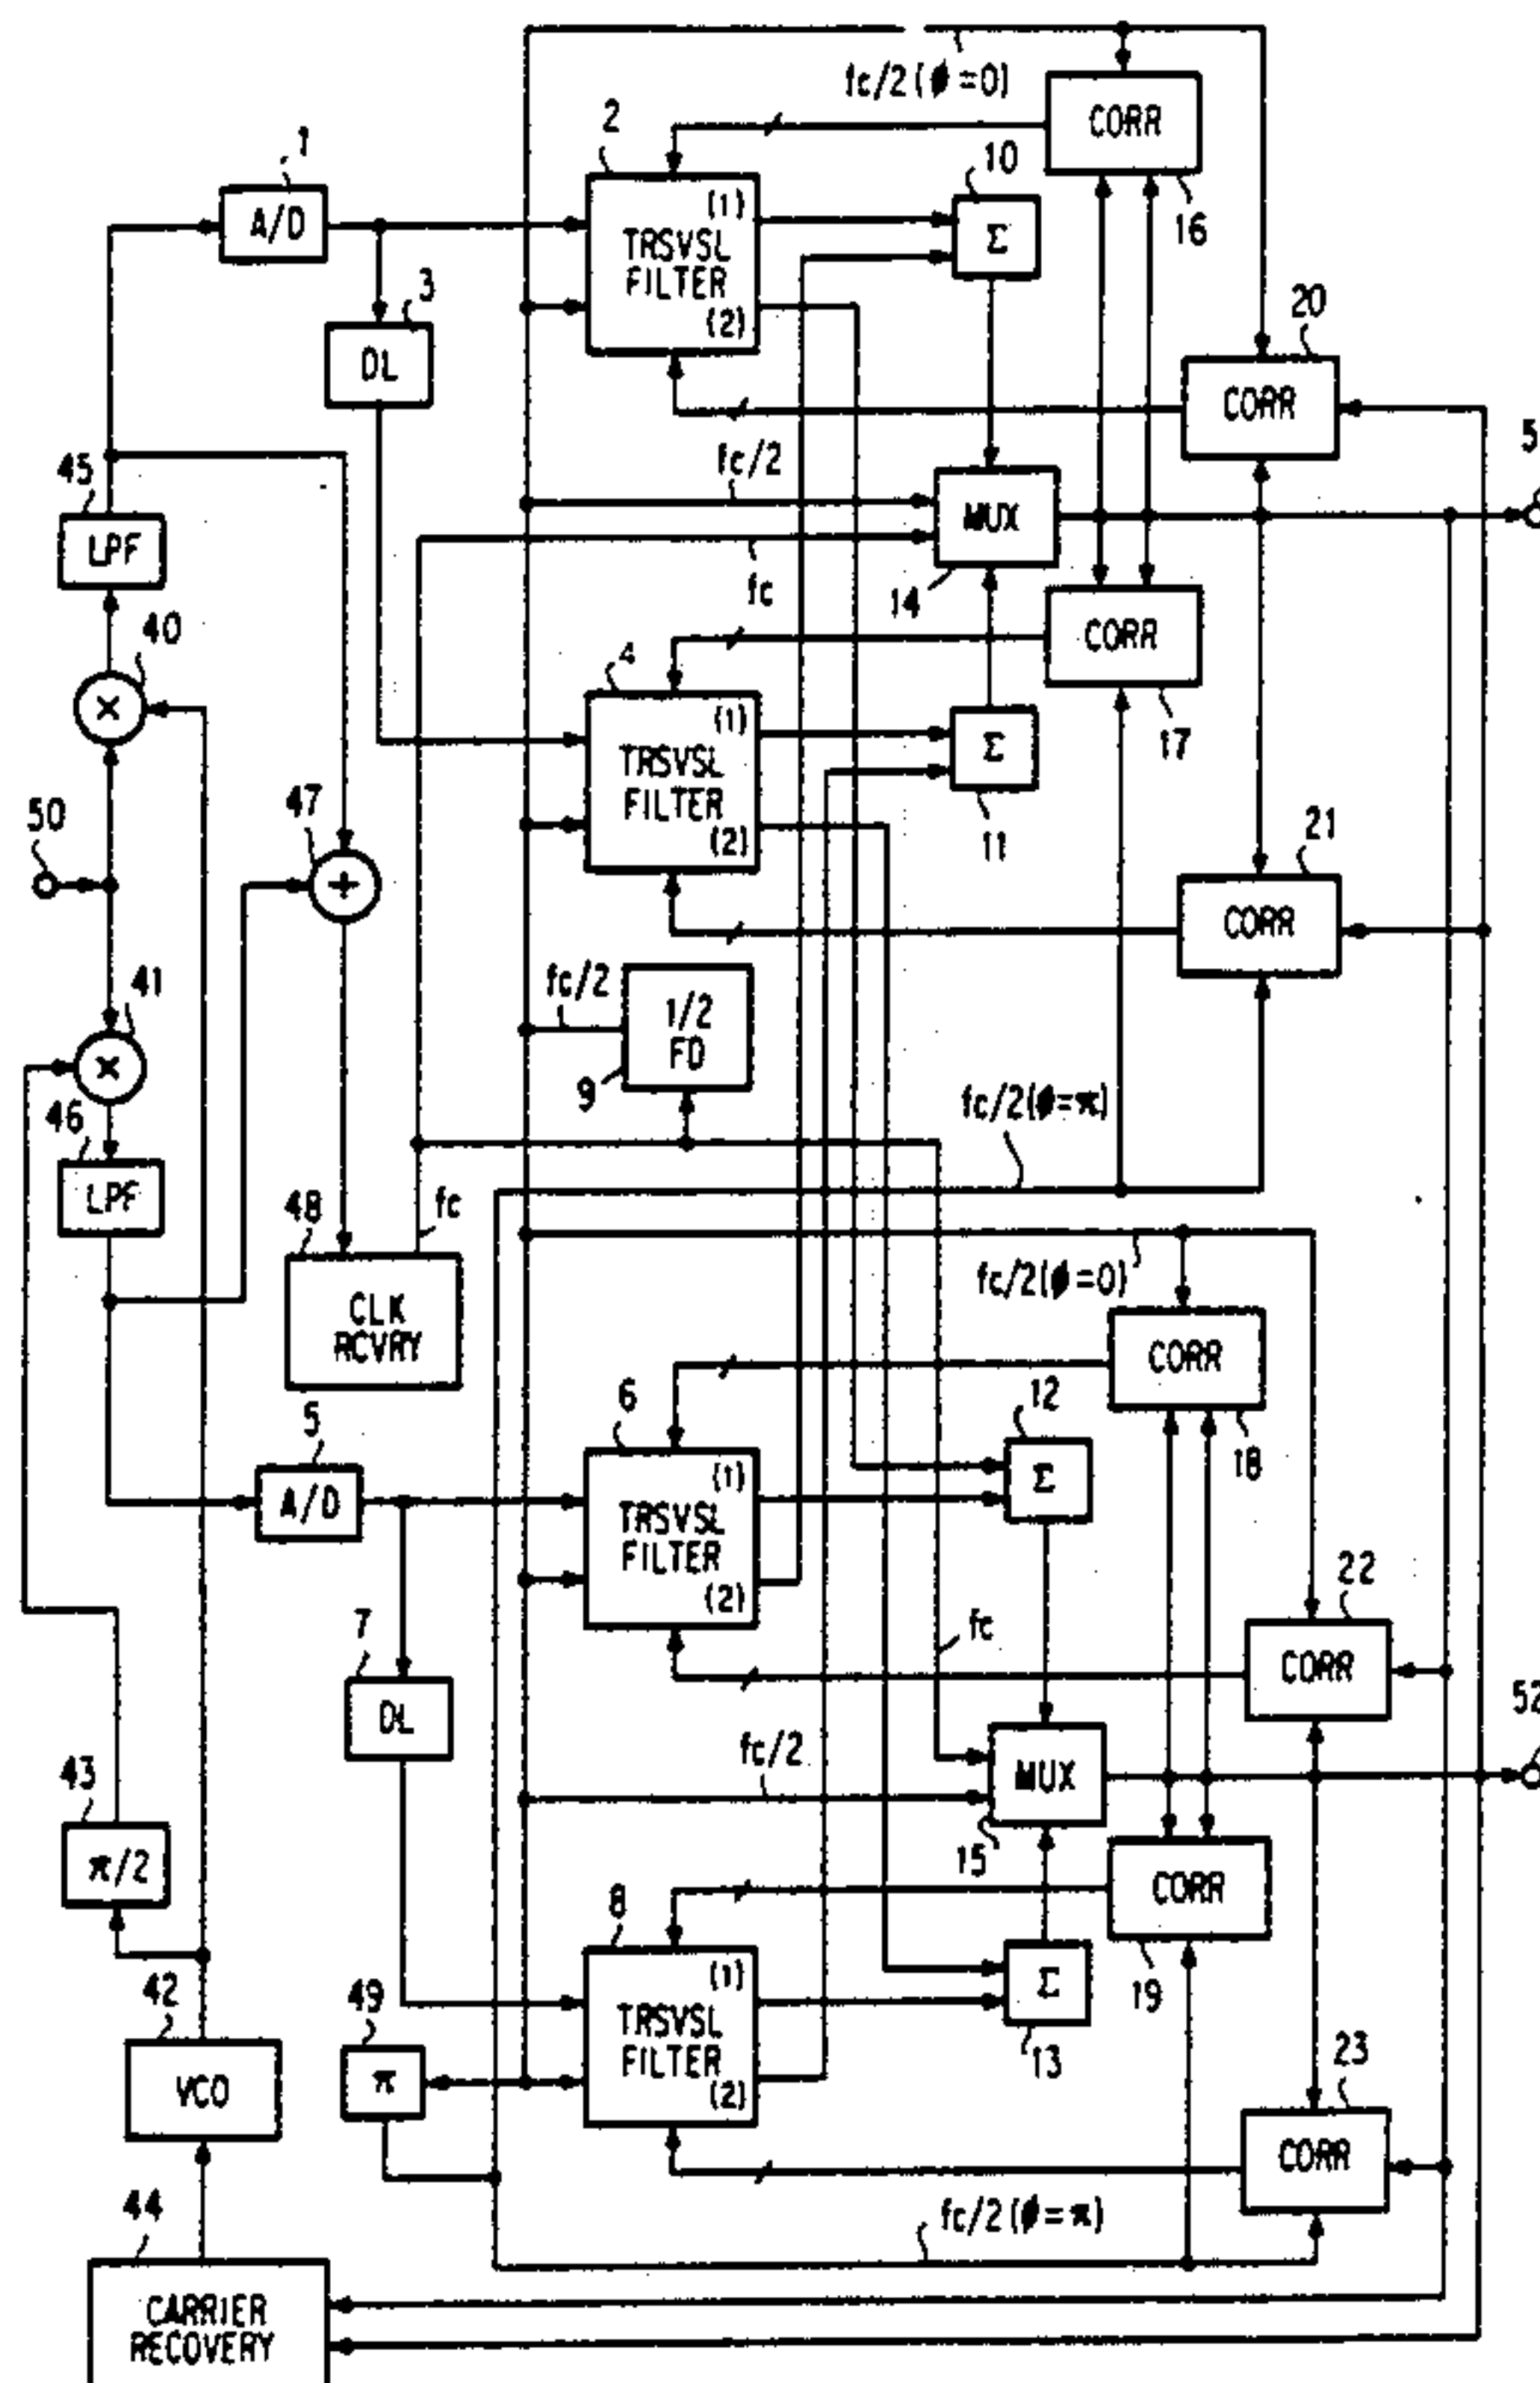 fc/2 (ϕ=0)
CORR
16
1
A/D
2
(1)
TRSVSL
FILTER
(2)
10
Σ
3
DL
20
CORR
45
LPF
fc/2
MUX
14
5
fc
CORR
17
40
×
4
(1)
TRSVSL
FILTER
(2)
Σ
11
50
47
+
21
CORR
41
×
fc/2
1/2
FD
9
46
LPF
fc/2(ϕ=π)
48
fc
CLK
RCVRY
fc/2(ϕ=0)
CORR
18
5
A/D
6
(1)
TRSVSL
FILTER
(2)
12
Σ
7
DL
fc
22
CORR
52
43
π/2
fc/2
MUX
15
CORR
19
8
(1)
TRSVSL
FILTER
(2)
Σ
13
42
VCO
49
π
23
CORR
44
CARRIER
RECOVERY
fc/2 (ϕ=π)